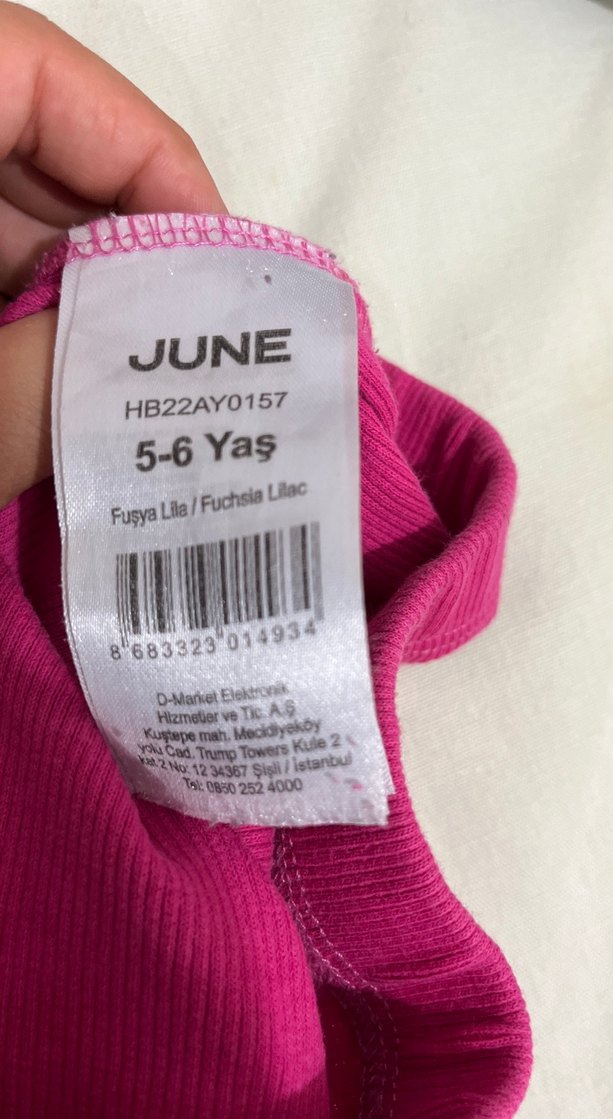 JUNE
HB22AY0157
5-6 Yaş
Fuşya Lila / Fuchsia Lilac
8 683323 014934
D-Market Elektronik
Hizmetler ve Tic. A.Ş
Kuştepe mah. Mecidiyeköy
yolu Cad. Trump Towers Kule 2
Kat 2 No: 12 34367 Şişli / İstanbul
Tel: 0850 252 4000